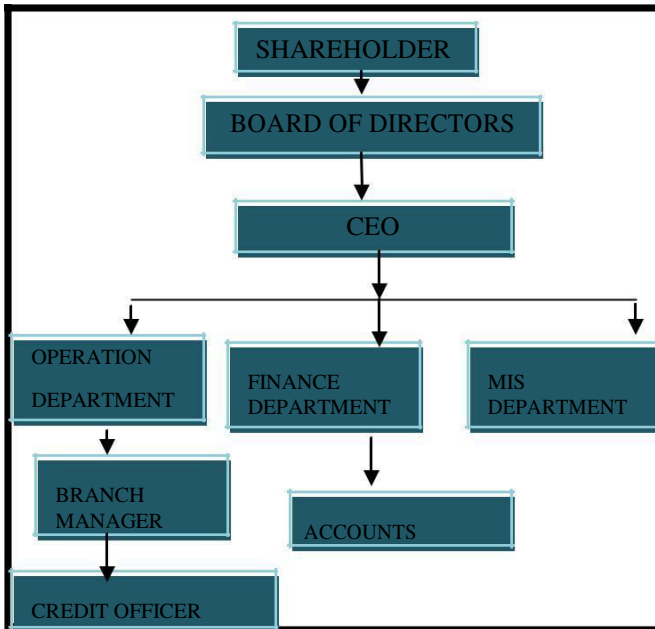 SHAREHOLDER
BOARD OF DIRECTORS
CEO
OPERATION
DEPARTMENT
FINANCE
DEPARTMENT
MIS
DEPARTMENT
BRANCH
MANAGER
ACCOUNTS
CREDIT OFFICER